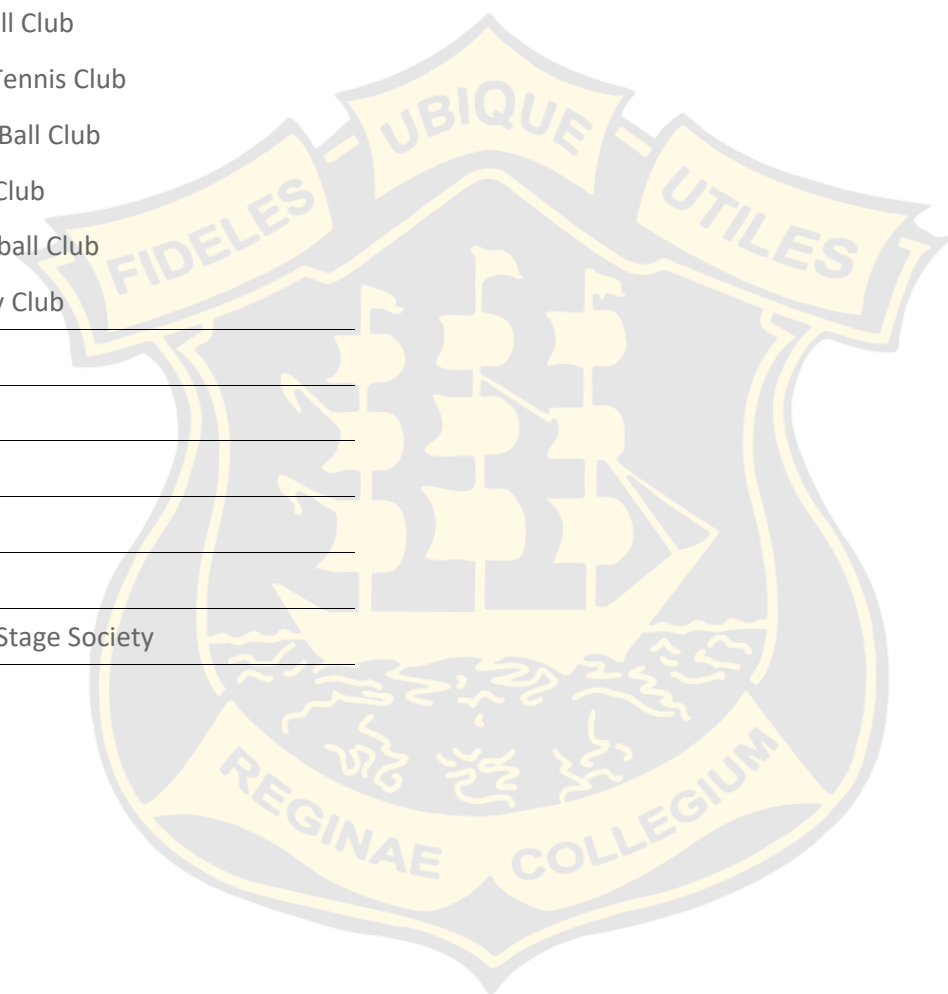 ll Club
Tennis Club
Ball Club
Club
ball Club
Club
Stage Society
FIDELES UBIQUE UTILES
REGINAE COLLEGIUM